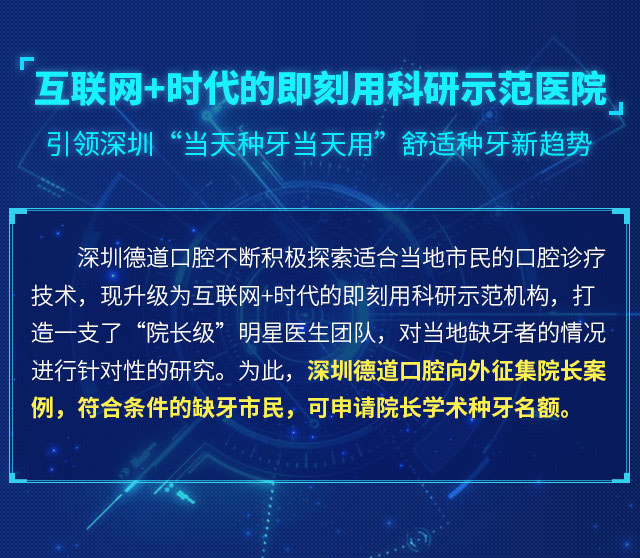 互联网+时代的即刻用科研示范医院
引领深圳“当天种牙当天用”舒适种牙新趋势
深圳德道口腔不断积极探索适合当地市民的口腔诊疗
技术，现升级为互联网+时代的即刻用科研示范机构，打
造一支了“院长级”明星医生团队，对当地缺牙者的情况
进行针对性的研究。为此，深圳德道口腔向外征集院长案
例，符合条件的缺牙市民，可申请院长学术种牙名额。